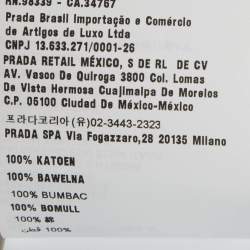 RN.98339 - CA.34767
Prada Brasil Importação e Comércio
de Artigos de Luxo Ltda
CNPJ 13.633.271/0001-26
PRADA RETAIL MÉXICO, S DE RL DE CV
AV. Vasco De Quiroga 3800 Col. Lomas
De Vista Hermosa Cuajimalpa De Morelos
C.P. 05100 Ciudad De México-México
프라다코리아(유)02-3443-2323
PRADA SPA Via Fogazzaro,28 20135 Milano
100% KATOEN
100% BAWEŁNA
100% BUMBAC
100% BOMULL
100% 棉
100% قطن